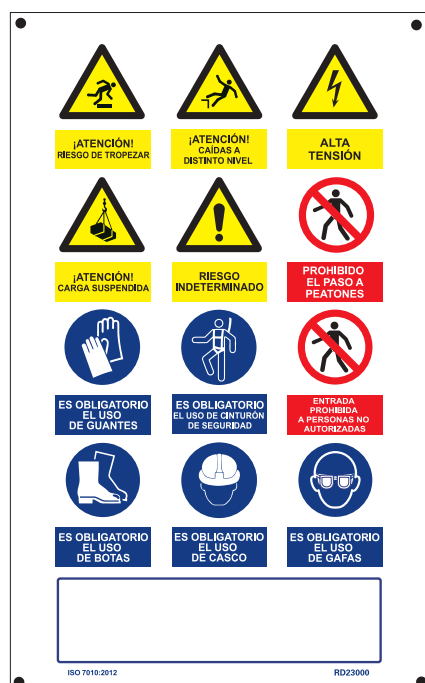 ¡ATENCIÓN!
RIESGO DE TROPEZAR
¡ATENCIÓN!
CAÍDAS A
DISTINTO NIVEL
ALTA
TENSIÓN
¡ATENCIÓN!
CARGA SUSPENDIDA
RIESGO
INDETERMINADO
PROHIBIDO
EL PASO A
PEATONES
ES OBLIGATORIO
EL USO
DE GUANTES
ES OBLIGATORIO
EL USO DE CINTURÓN
DE SEGURIDAD
ENTRADA
PROHIBIDA
A PERSONAS NO
AUTORIZADAS
ES OBLIGATORIO
EL USO
DE BOTAS
ES OBLIGATORIO
EL USO
DE CASCO
ES OBLIGATORIO
EL USO
DE GAFAS
ISO 7010:2012
RD23000